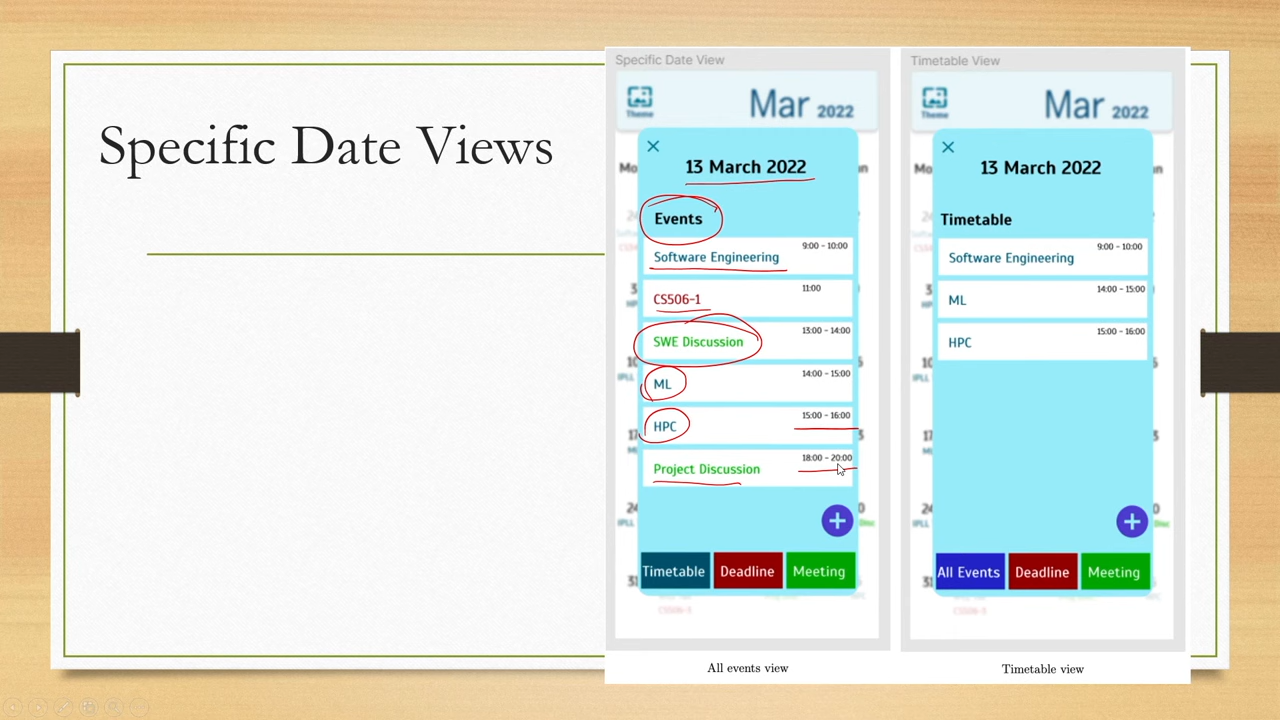 Specific Date Views
Specific Date View
Theme
Mar 2022
13 March 2022
Events
9:00 - 10:00
Software Engineering
11:00
CS506-1
13:00 - 14:00
SWE Discussion
14:00 - 15:00
ML
15:00 - 16:00
HPC
18:00 - 20:00
Project Discussion
+
Timetable
Deadline
Meeting
All events view
Timetable View
Theme
Mar 2022
13 March 2022
Timetable
9:00 - 10:00
Software Engineering
14:00 - 15:00
ML
15:00 - 16:00
HPC
+
All Events
Deadline
Meeting
Timetable view